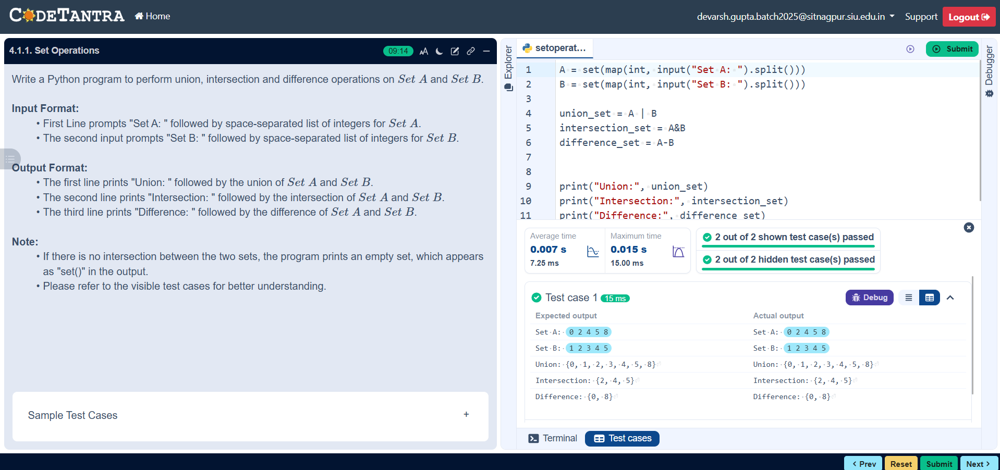 CODETANTRA Home devarsh.gupta.batch2025@sitnagpur.siu.edu.in Support Logout
4.1.1. Set Operations 09:14
Write a Python program to perform union, intersection and difference operations on Set A and Set B.
Input Format:
• First Line prompts "Set A: " followed by space-separated list of integers for Set A.
• The second input prompts "Set B: " followed by space-separated list of integers for Set B.
Output Format:
• The first line prints "Union: " followed by the union of Set A and Set B.
• The second line prints "Intersection: " followed by the intersection of Set A and Set B.
• The third line prints "Difference: " followed by the difference of Set A and Set B.
Note:
• If there is no intersection between the two sets, the program prints an empty set, which appears
as "set()" in the output.
• Please refer to the visible test cases for better understanding.
Sample Test Cases +
Explorer
setoperat...
Submit
Debugger
1 A = set(map(int, input("Set A: ").split()))
2 B = set(map(int, input("Set B: ").split()))
3
4 union_set = A | B
5 intersection_set = A&B
6 difference_set = A-B
7
8
9 print("Union:", union_set)
10 print("Intersection:", intersection_set)
11 print("Difference:", difference_set)
Average time
0.007 s
7.25 ms
Maximum time
0.015 s
15.00 ms
2 out of 2 shown test case(s) passed
2 out of 2 hidden test case(s) passed
Test case 1 15 ms Debug
Expected output Actual output
Set A: 0 2 4 5 8 Set A: 0 2 4 5 8
Set B: 1 2 3 4 5 Set B: 1 2 3 4 5
Union: {0, 1, 2, 3, 4, 5, 8} Union: {0, 1, 2, 3, 4, 5, 8}
Intersection: {2, 4, 5} Intersection: {2, 4, 5}
Difference: {0, 8} Difference: {0, 8}
Terminal Test cases
< Prev Reset Submit Next >